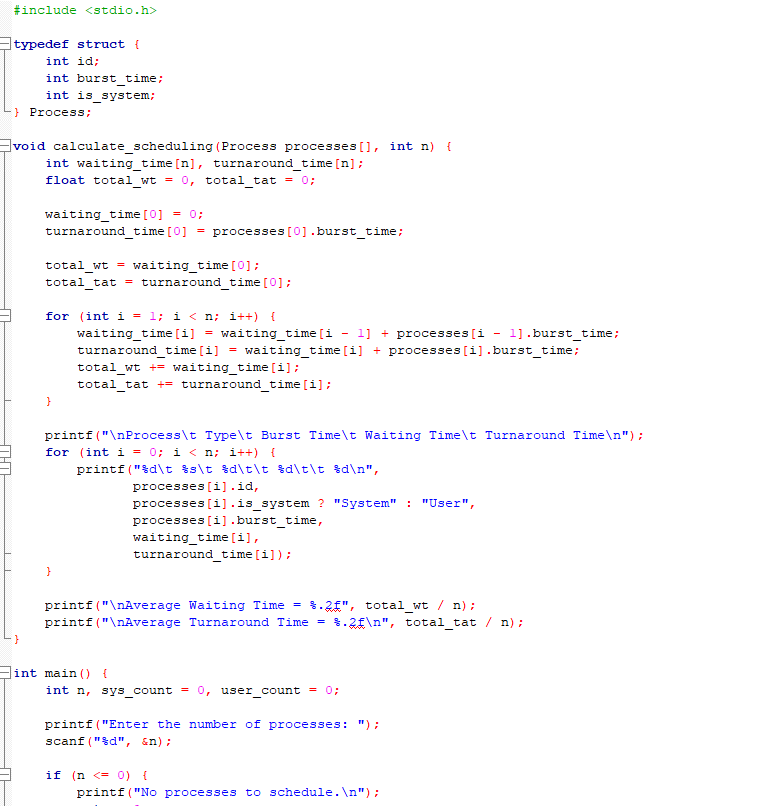 #include <stdio.h>
typedef struct {
int id;
int burst_time;
int is_system;
} Process;
void calculate_scheduling(Process processes[], int n) {
int waiting_time[n], turnaround_time[n];
float total_wt = 0, total_tat = 0;
waiting_time[0] = 0;
turnaround_time[0] = processes[0].burst_time;
total_wt = waiting_time[0];
total_tat = turnaround_time[0];
for (int i = 1; i < n; i++) {
waiting_time[i] = waiting_time[i - 1] + processes[i - 1].burst_time;
turnaround_time[i] = waiting_time[i] + processes[i].burst_time;
total_wt += waiting_time[i];
total_tat += turnaround_time[i];
}
printf("\nProcess\t Type\t Burst Time\t Waiting Time\t Turnaround Time\n");
for (int i = 0; i < n; i++) {
printf("%d\t %s\t %d\t\t %d\t\t %d\n",
processes[i].id,
processes[i].is_system ? "System" : "User",
processes[i].burst_time,
waiting_time[i],
turnaround_time[i]);
}
printf("\nAverage Waiting Time = %.2f", total_wt / n);
printf("\nAverage Turnaround Time = %.2f\n", total_tat / n);
}
int main() {
int n, sys_count = 0, user_count = 0;
printf("Enter the number of processes: ");
scanf("%d", &n);
if (n <= 0) {
printf("No processes to schedule.\n");